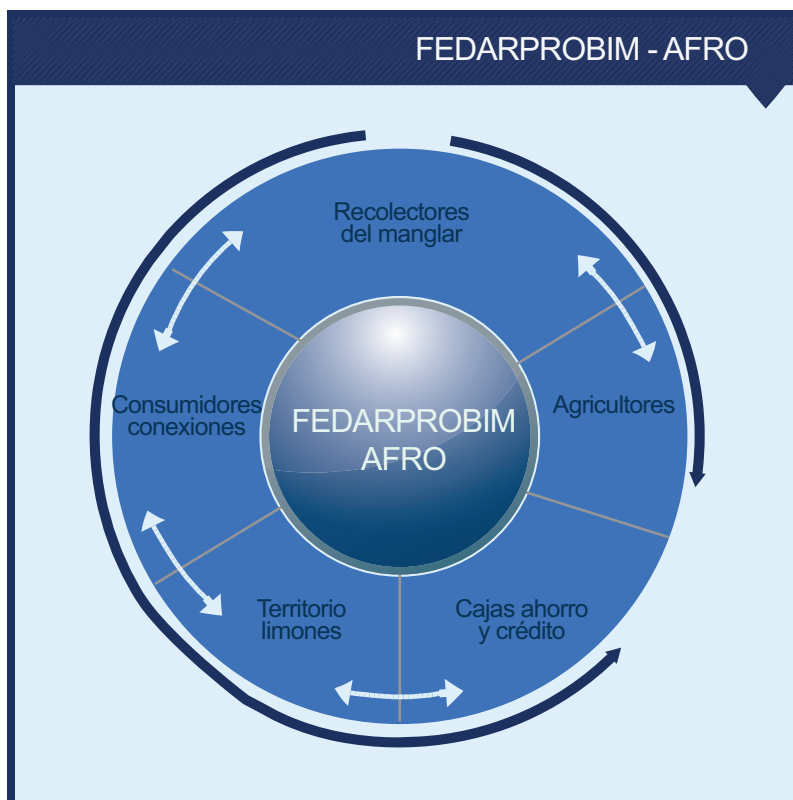 FEDARPROBIM - AFRO
Recolectores
del manglar
Consumidores
conexiones
FEDARPROBIM
AFRO
Agricultores
Territorio
limones
Cajas ahorro
y crédito